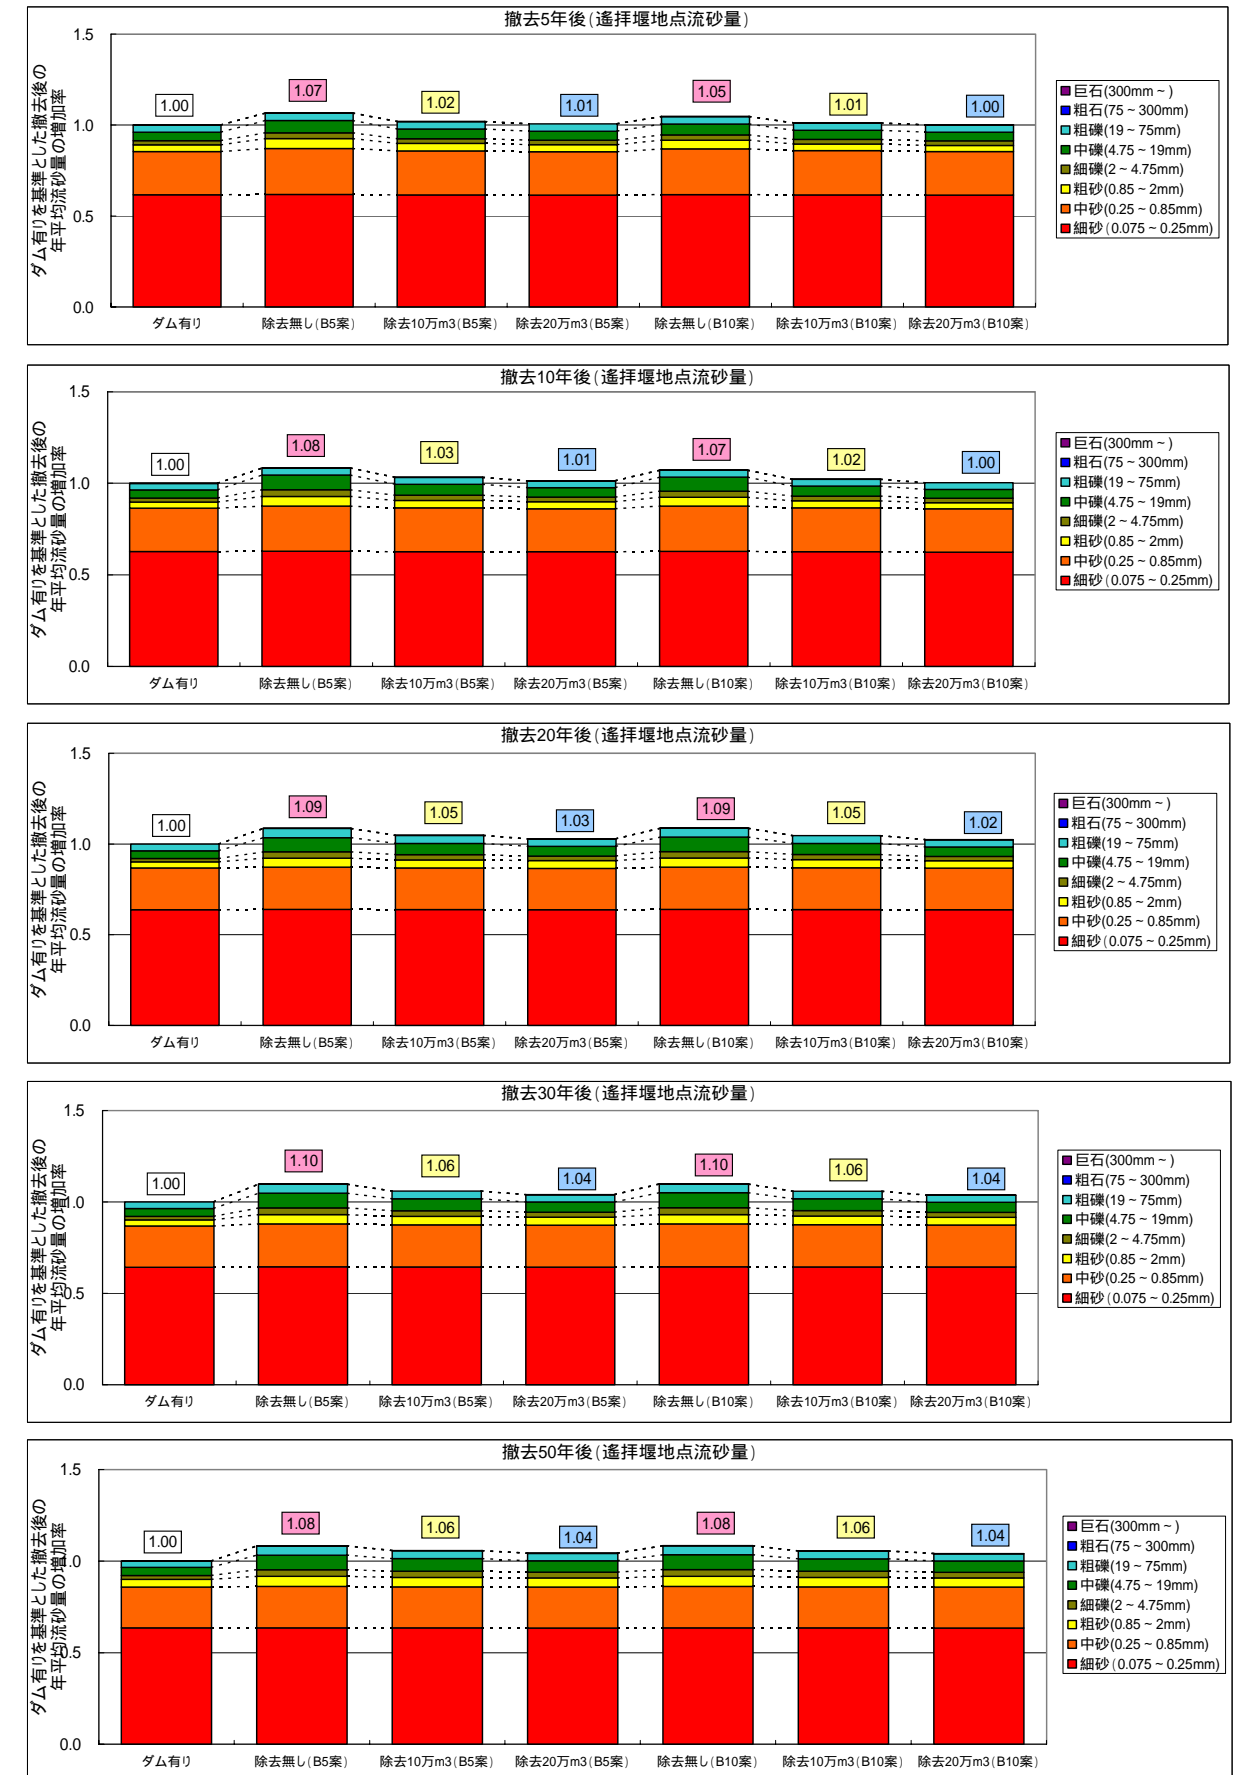 撤去5年後(遙拝堰地点流砂量)
ダム有りを基準とした撤去後の
年平均流砂量の増加率
1.5
1.0
0.5
0.0
1.00
1.07
1.02
1.01
1.05
1.01
1.00
ダム有り
除去無し(B5案)
除去10万m3(B5案)
除去20万m3(B5案)
除去無し(B10案)
除去10万m3(B10案)
除去20万m3(B10案)
巨石(300mm~)
粗石(75~300mm)
粗礫(19~75mm)
中礫(4.75~19mm)
細礫(2~4.75mm)
粗砂(0.85~2mm)
中砂(0.25~0.85mm)
細砂(0.075~0.25mm)
撤去10年後(遙拝堰地点流砂量)
ダム有りを基準とした撤去後の
年平均流砂量の増加率
1.5
1.0
0.5
0.0
1.00
1.08
1.03
1.01
1.07
1.02
1.00
ダム有り
除去無し(B5案)
除去10万m3(B5案)
除去20万m3(B5案)
除去無し(B10案)
除去10万m3(B10案)
除去20万m3(B10案)
巨石(300mm~)
粗石(75~300mm)
粗礫(19~75mm)
中礫(4.75~19mm)
細礫(2~4.75mm)
粗砂(0.85~2mm)
中砂(0.25~0.85mm)
細砂(0.075~0.25mm)
撤去20年後(遙拝堰地点流砂量)
ダム有りを基準とした撤去後の
年平均流砂量の増加率
1.5
1.0
0.5
0.0
1.00
1.09
1.05
1.03
1.09
1.05
1.02
ダム有り
除去無し(B5案)
除去10万m3(B5案)
除去20万m3(B5案)
除去無し(B10案)
除去10万m3(B10案)
除去20万m3(B10案)
巨石(300mm~)
粗石(75~300mm)
粗礫(19~75mm)
中礫(4.75~19mm)
細礫(2~4.75mm)
粗砂(0.85~2mm)
中砂(0.25~0.85mm)
細砂(0.075~0.25mm)
撤去30年後(遙拝堰地点流砂量)
ダム有りを基準とした撤去後の
年平均流砂量の増加率
1.5
1.0
0.5
0.0
1.00
1.10
1.06
1.04
1.10
1.06
1.04
ダム有り
除去無し(B5案)
除去10万m3(B5案)
除去20万m3(B5案)
除去無し(B10案)
除去10万m3(B10案)
除去20万m3(B10案)
巨石(300mm~)
粗石(75~300mm)
粗礫(19~75mm)
中礫(4.75~19mm)
細礫(2~4.75mm)
粗砂(0.85~2mm)
中砂(0.25~0.85mm)
細砂(0.075~0.25mm)
撤去50年後(遙拝堰地点流砂量)
ダム有りを基準とした撤去後の
年平均流砂量の増加率
1.5
1.0
0.5
0.0
1.00
1.08
1.06
1.04
1.08
1.06
1.04
ダム有り
除去無し(B5案)
除去10万m3(B5案)
除去20万m3(B5案)
除去無し(B10案)
除去10万m3(B10案)
除去20万m3(B10案)
巨石(300mm~)
粗石(75~300mm)
粗礫(19~75mm)
中礫(4.75~19mm)
細礫(2~4.75mm)
粗砂(0.85~2mm)
中砂(0.25~0.85mm)
細砂(0.075~0.25mm)